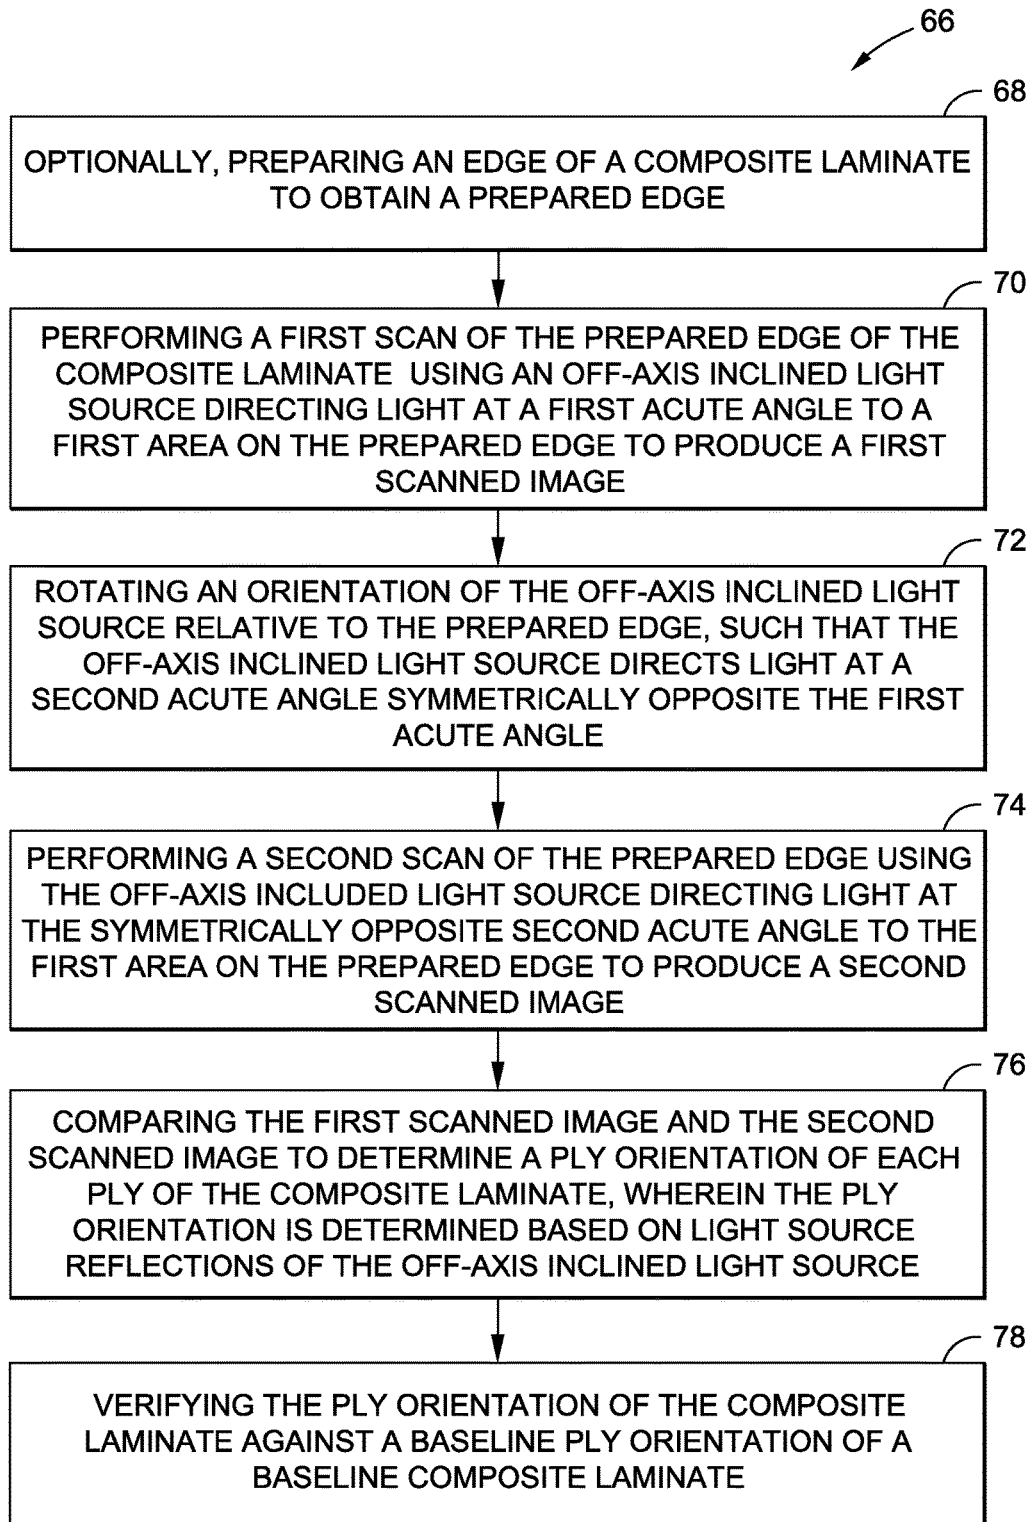 66
68
OPTIONALLY, PREPARING AN EDGE OF A COMPOSITE LAMINATE
TO OBTAIN A PREPARED EDGE
70
PERFORMING A FIRST SCAN OF THE PREPARED EDGE OF THE
COMPOSITE LAMINATE USING AN OFF-AXIS INCLINED LIGHT
SOURCE DIRECTING LIGHT AT A FIRST ACUTE ANGLE TO A
FIRST AREA ON THE PREPARED EDGE TO PRODUCE A FIRST
SCANNED IMAGE
72
ROTATING AN ORIENTATION OF THE OFF-AXIS INCLINED LIGHT
SOURCE RELATIVE TO THE PREPARED EDGE, SUCH THAT THE
OFF-AXIS INCLINED LIGHT SOURCE DIRECTS LIGHT AT A
SECOND ACUTE ANGLE SYMMETRICALLY OPPOSITE THE FIRST
ACUTE ANGLE
74
PERFORMING A SECOND SCAN OF THE PREPARED EDGE USING
THE OFF-AXIS INCLUDED LIGHT SOURCE DIRECTING LIGHT AT
THE SYMMETRICALLY OPPOSITE SECOND ACUTE ANGLE TO THE
FIRST AREA ON THE PREPARED EDGE TO PRODUCE A SECOND
SCANNED IMAGE
76
COMPARING THE FIRST SCANNED IMAGE AND THE SECOND
SCANNED IMAGE TO DETERMINE A PLY ORIENTATION OF EACH
PLY OF THE COMPOSITE LAMINATE, WHEREIN THE PLY
ORIENTATION IS DETERMINED BASED ON LIGHT SOURCE
REFLECTIONS OF THE OFF-AXIS INCLINED LIGHT SOURCE
78
VERIFYING THE PLY ORIENTATION OF THE COMPOSITE
LAMINATE AGAINST A BASELINE PLY ORIENTATION OF A
BASELINE COMPOSITE LAMINATE